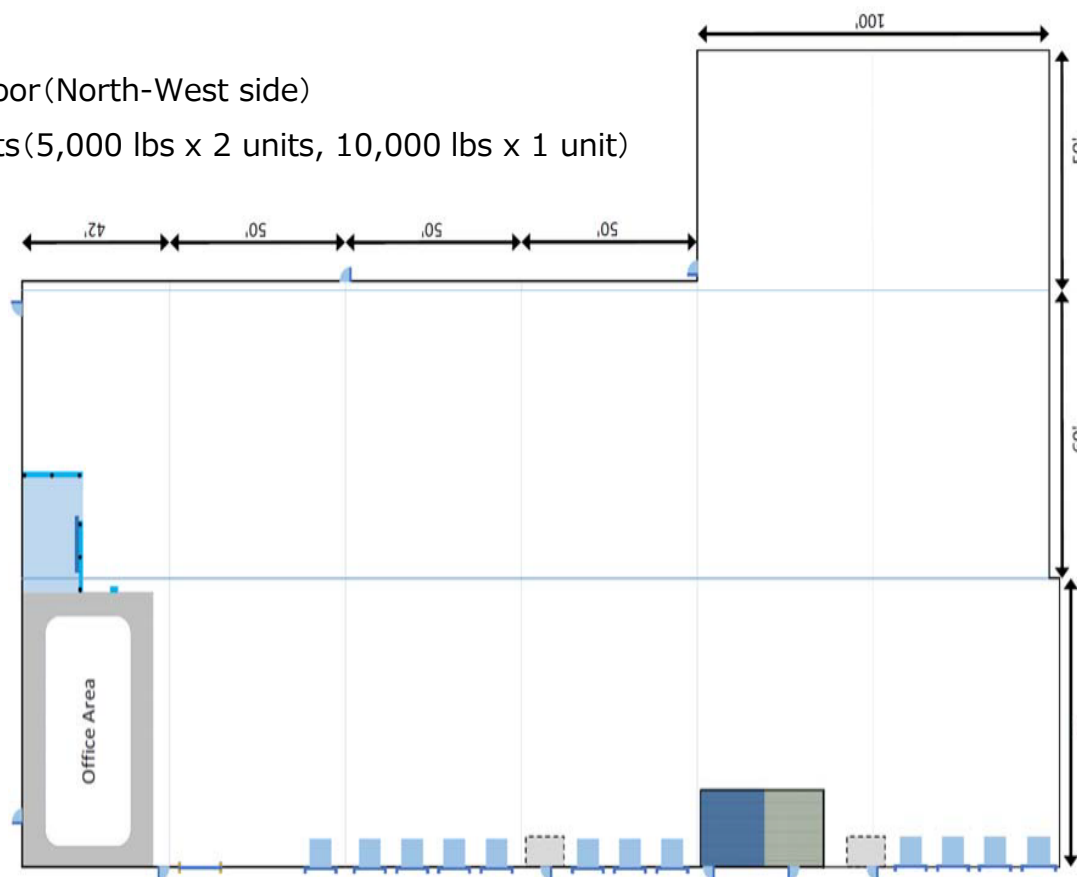 100'
oor(North-West side)
ts(5,000 lbs x 2 units, 10,000 lbs x 1 unit)
42'
50'
50'
50'
Office Area